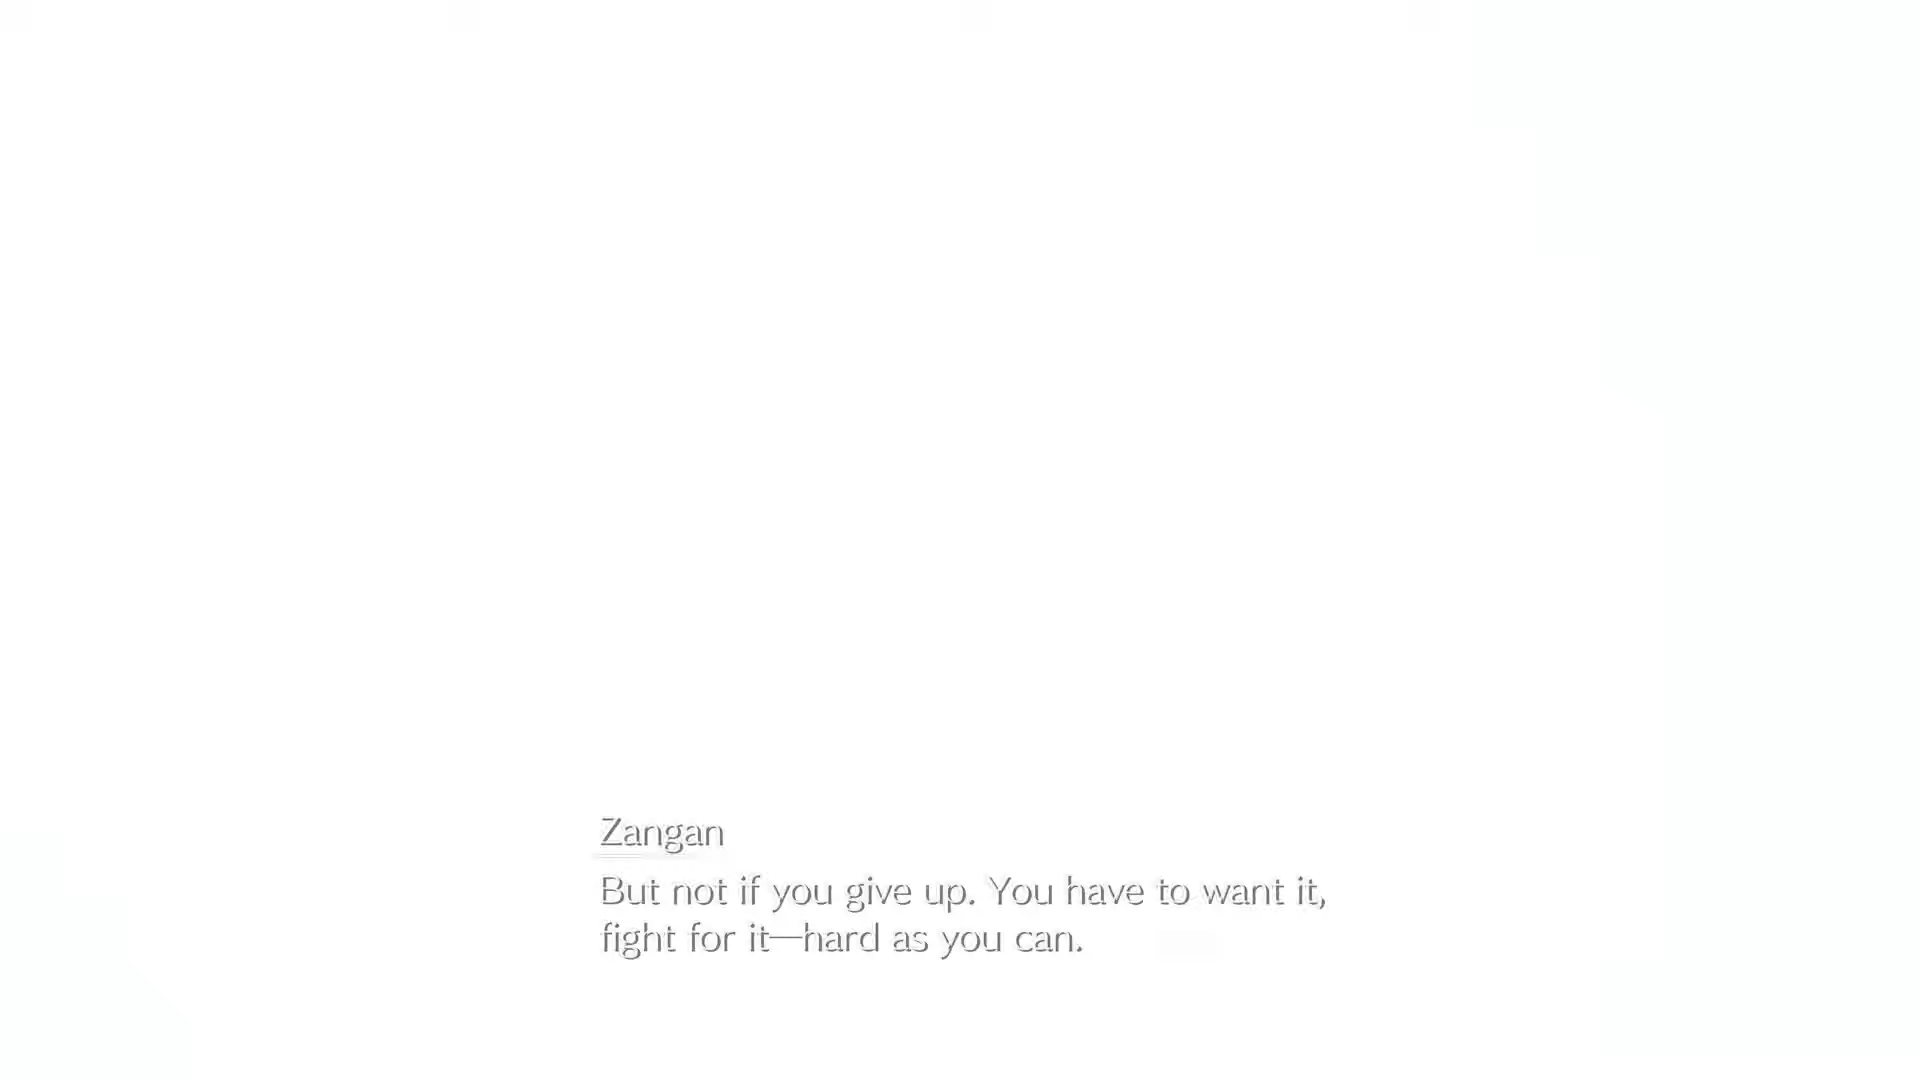 Zangan
But not if you give up. You have to want it,
fight for it—hard as you can.